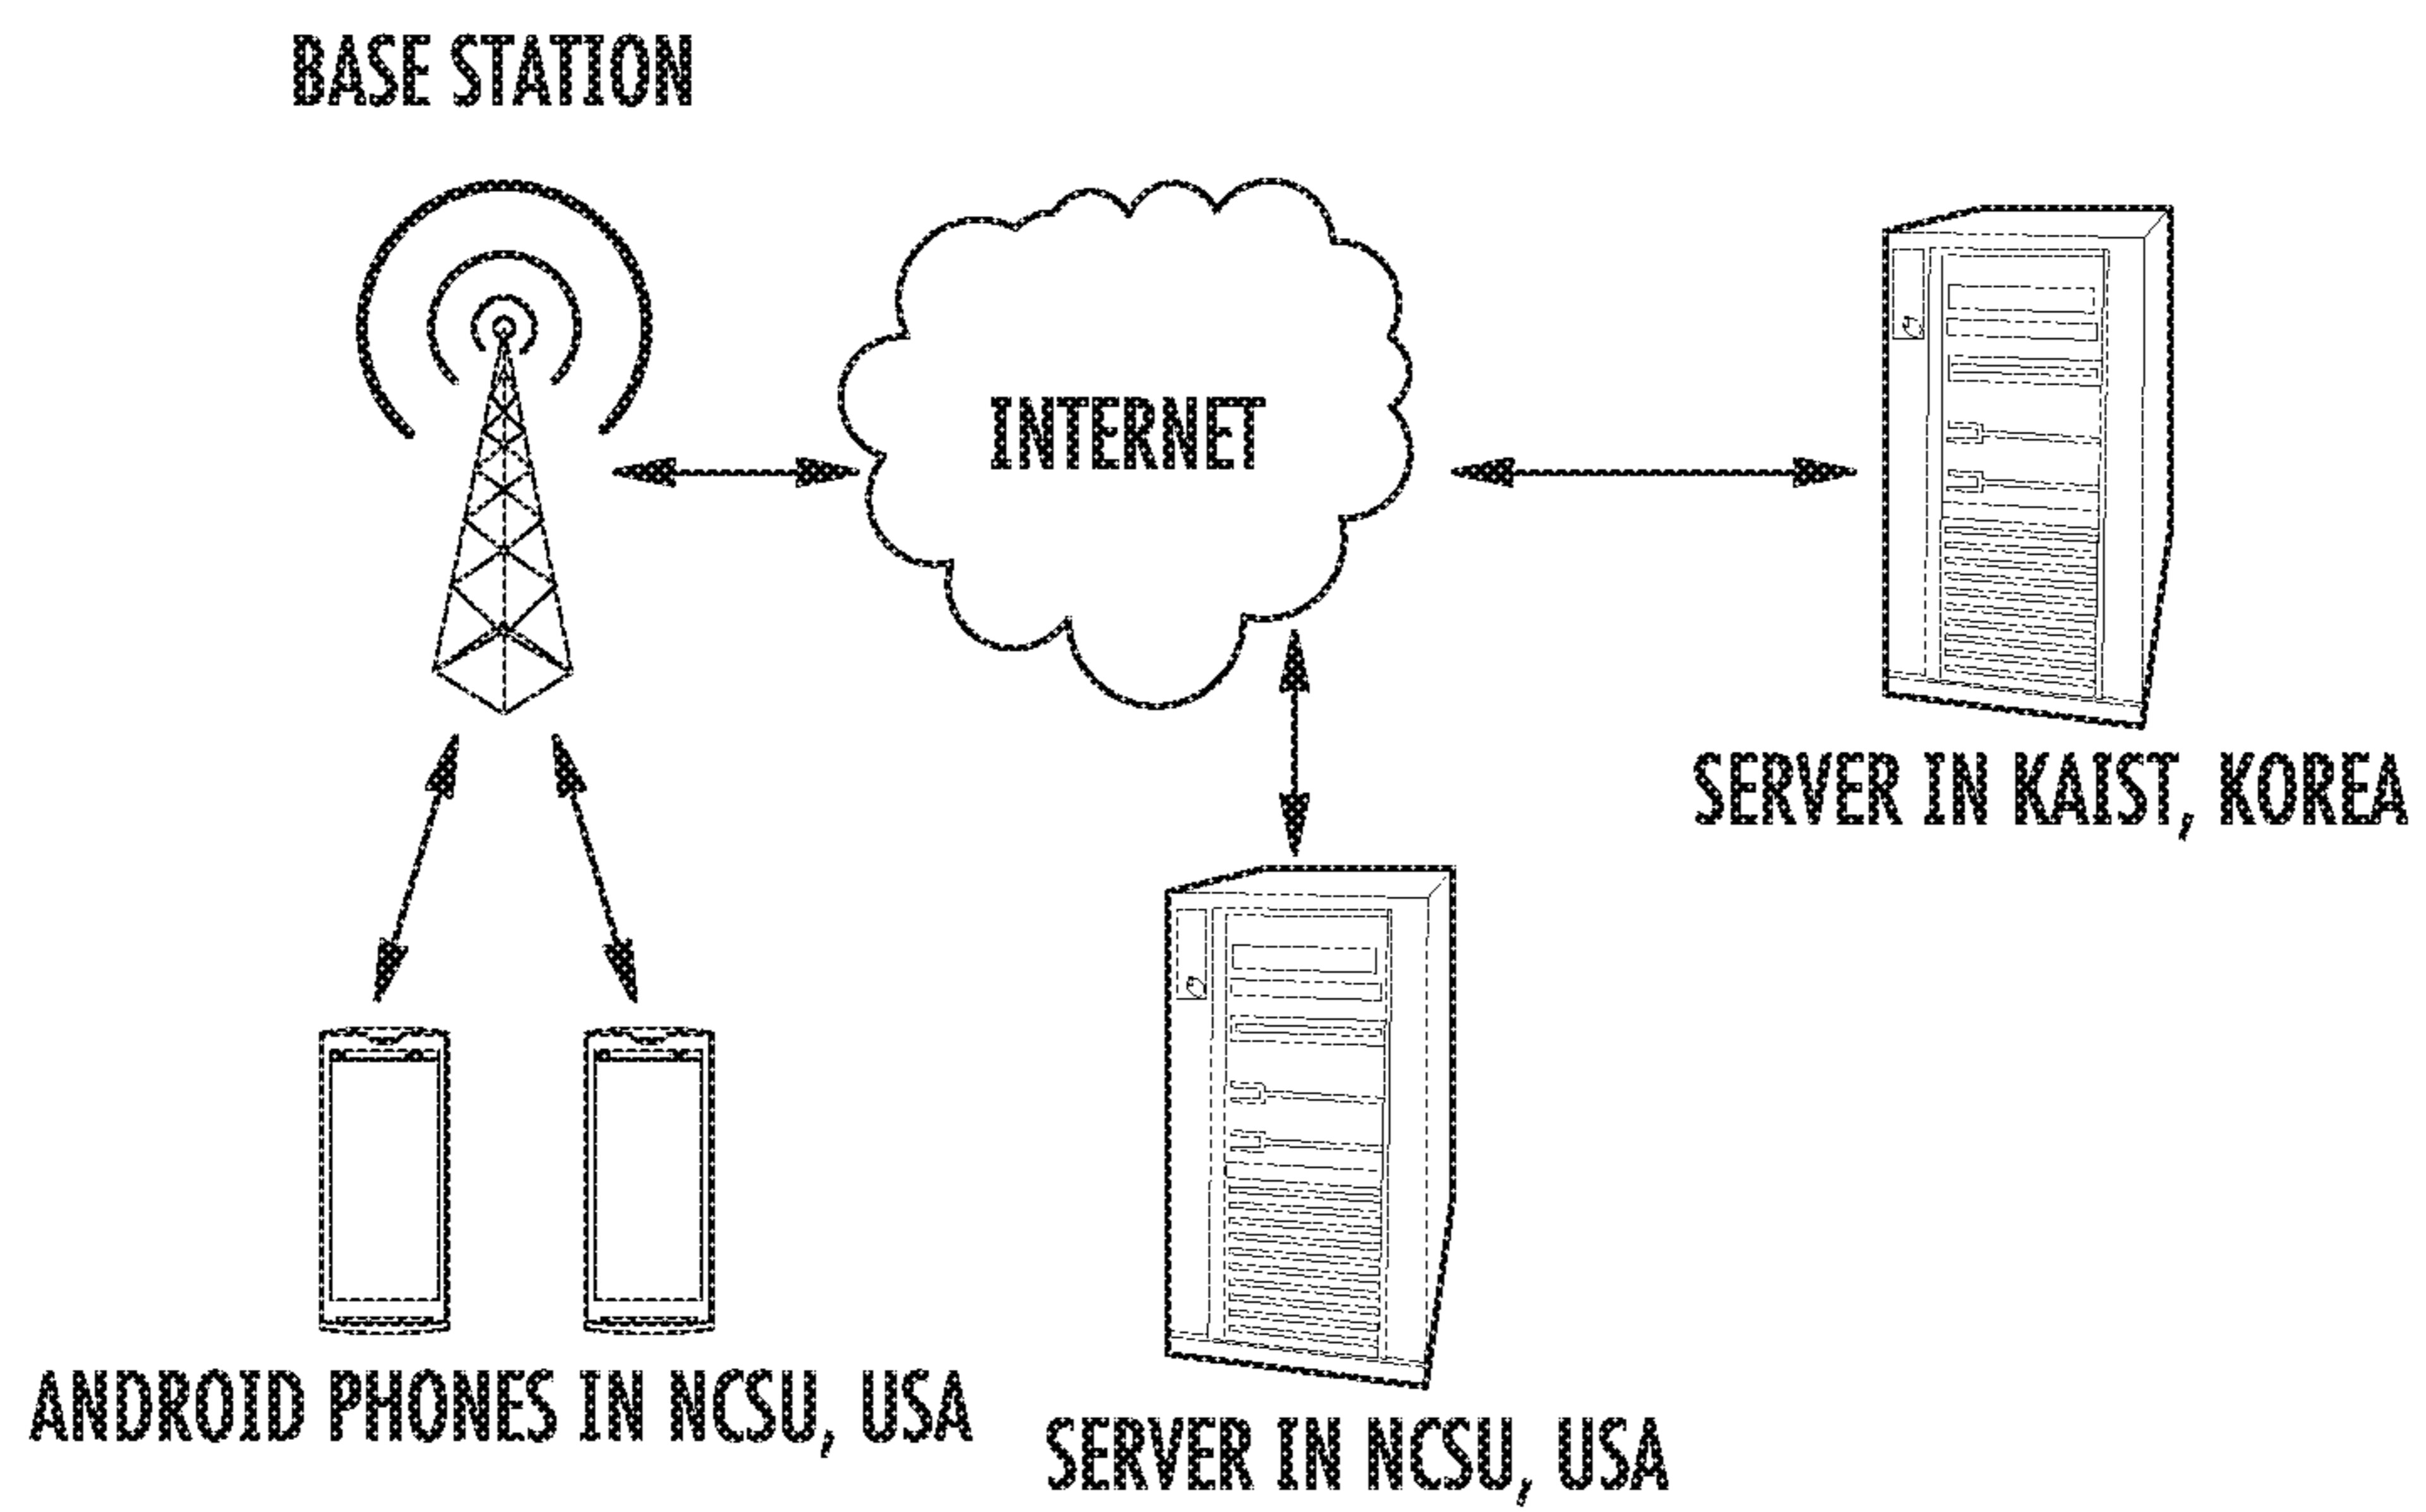 BASE STATION
INTERNET
SERVER IN KAIST, KOREA
ANDROID PHONES IN NCSU, USA
SERVER IN NCSU, USA